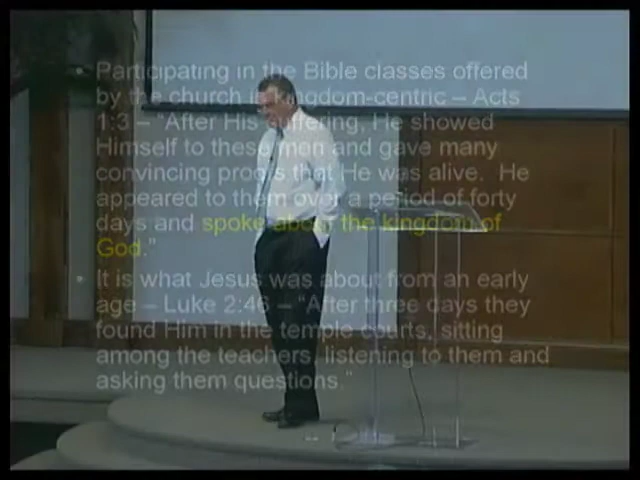 Participating in the Bible classes offered
by the church is kingdom-centric – Acts
1:3 – "After His suffering, He showed
Himself to these men and gave many
convincing proofs that He was alive. He
appeared to them over a period of forty
days and spoke about the kingdom of
God."
It is what Jesus was about from an early
age – Luke 2:46 – "After three days they
found Him in the temple courts, sitting
among the teachers, listening to them and
asking them questions."